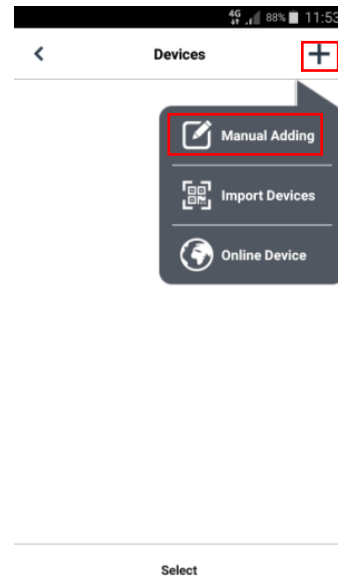 4G 88% 11:53
Devices
Manual Adding
Import Devices
Online Device
Select